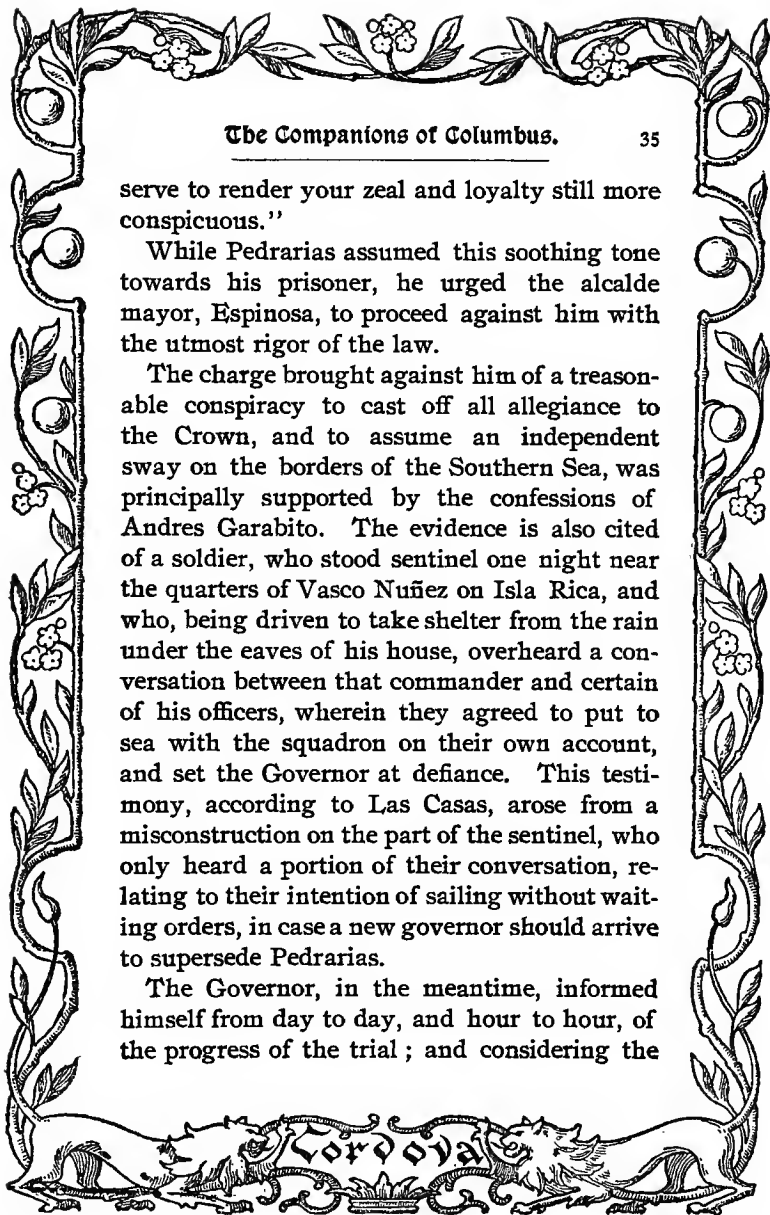 The Companions of Columbus. 35
serve to render your zeal and loyalty still more
conspicuous."
While Pedrarias assumed this soothing tone
towards his prisoner, he urged the alcalde
mayor, Espinosa, to proceed against him with
the utmost rigor of the law.
The charge brought against him of a treason-
able conspiracy to cast off all allegiance to
the Crown, and to assume an independent
sway on the borders of the Southern Sea, was
principally supported by the confessions of
Andres Garabito. The evidence is also cited
of a soldier, who stood sentinel one night near
the quarters of Vasco Nuñez on Isla Rica, and
who, being driven to take shelter from the rain
under the eaves of his house, overheard a con-
versation between that commander and certain
of his officers, wherein they agreed to put to
sea with the squadron on their own account,
and set the Governor at defiance. This testi-
mony, according to Las Casas, arose from a
misconstruction on the part of the sentinel, who
only heard a portion of their conversation, re-
lating to their intention of sailing without wait-
ing orders, in case a new governor should arrive
to supersede Pedrarias.
The Governor, in the meantime, informed
himself from day to day, and hour to hour, of
the progress of the trial ; and considering the
Cordova